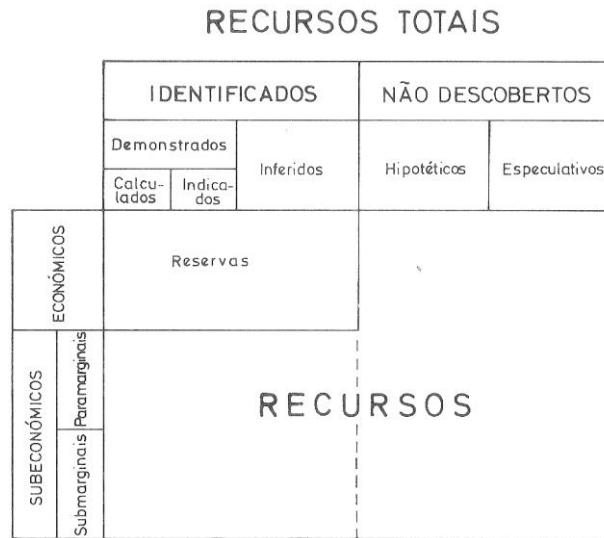 RECURSOS TOTAIS
IDENTIFICADOS
NÃO DESCOBERTOS
Demonstrados
Inferidos
Hipotéticos
Especulativos
Calcu-
lados
Indica-
dos
ECONÓMICOS
Reservas
SUBECONÓMICOS
Paramarginais
Submarginais
RECURSOS